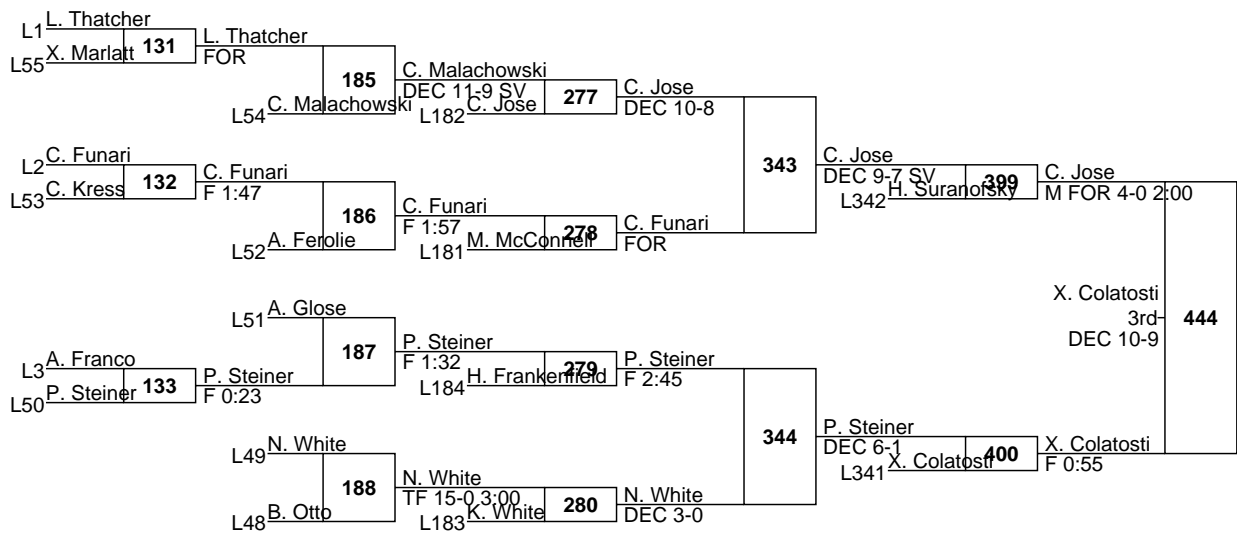 L1 L. Thatcher
L55 X. Marlatt
131
L. Thatcher
FOR
185
L54 C. Malachowski
C. Malachowski
DEC 11-9 SV
L182 C. Jose
277
C. Jose
DEC 10-8
L2 C. Funari
L53 C. Kress
132
C. Funari
F 1:47
186
L52 A. Ferolie
C. Funari
F 1:57
L181 M. McConnell
278
C. Funari
FOR
343
C. Jose
DEC 9-7 SV
L342 H. Suranofsky
399
C. Jose
M FOR 4-0 2:00
L51 A. Glose
187
L3 A. Franco
L50 P. Steiner
133
P. Steiner
F 0:23
P. Steiner
F 1:32
L184 H. Frankenfield
279
P. Steiner
F 2:45
L49 N. White
188
L48 B. Otto
N. White
TF 15-0 3:00
L183 K. White
280
N. White
DEC 3-0
344
P. Steiner
DEC 6-1
L341 X. Colatosti
400
X. Colatosti
F 0:55
X. Colatosti
3rd
DEC 10-9
444